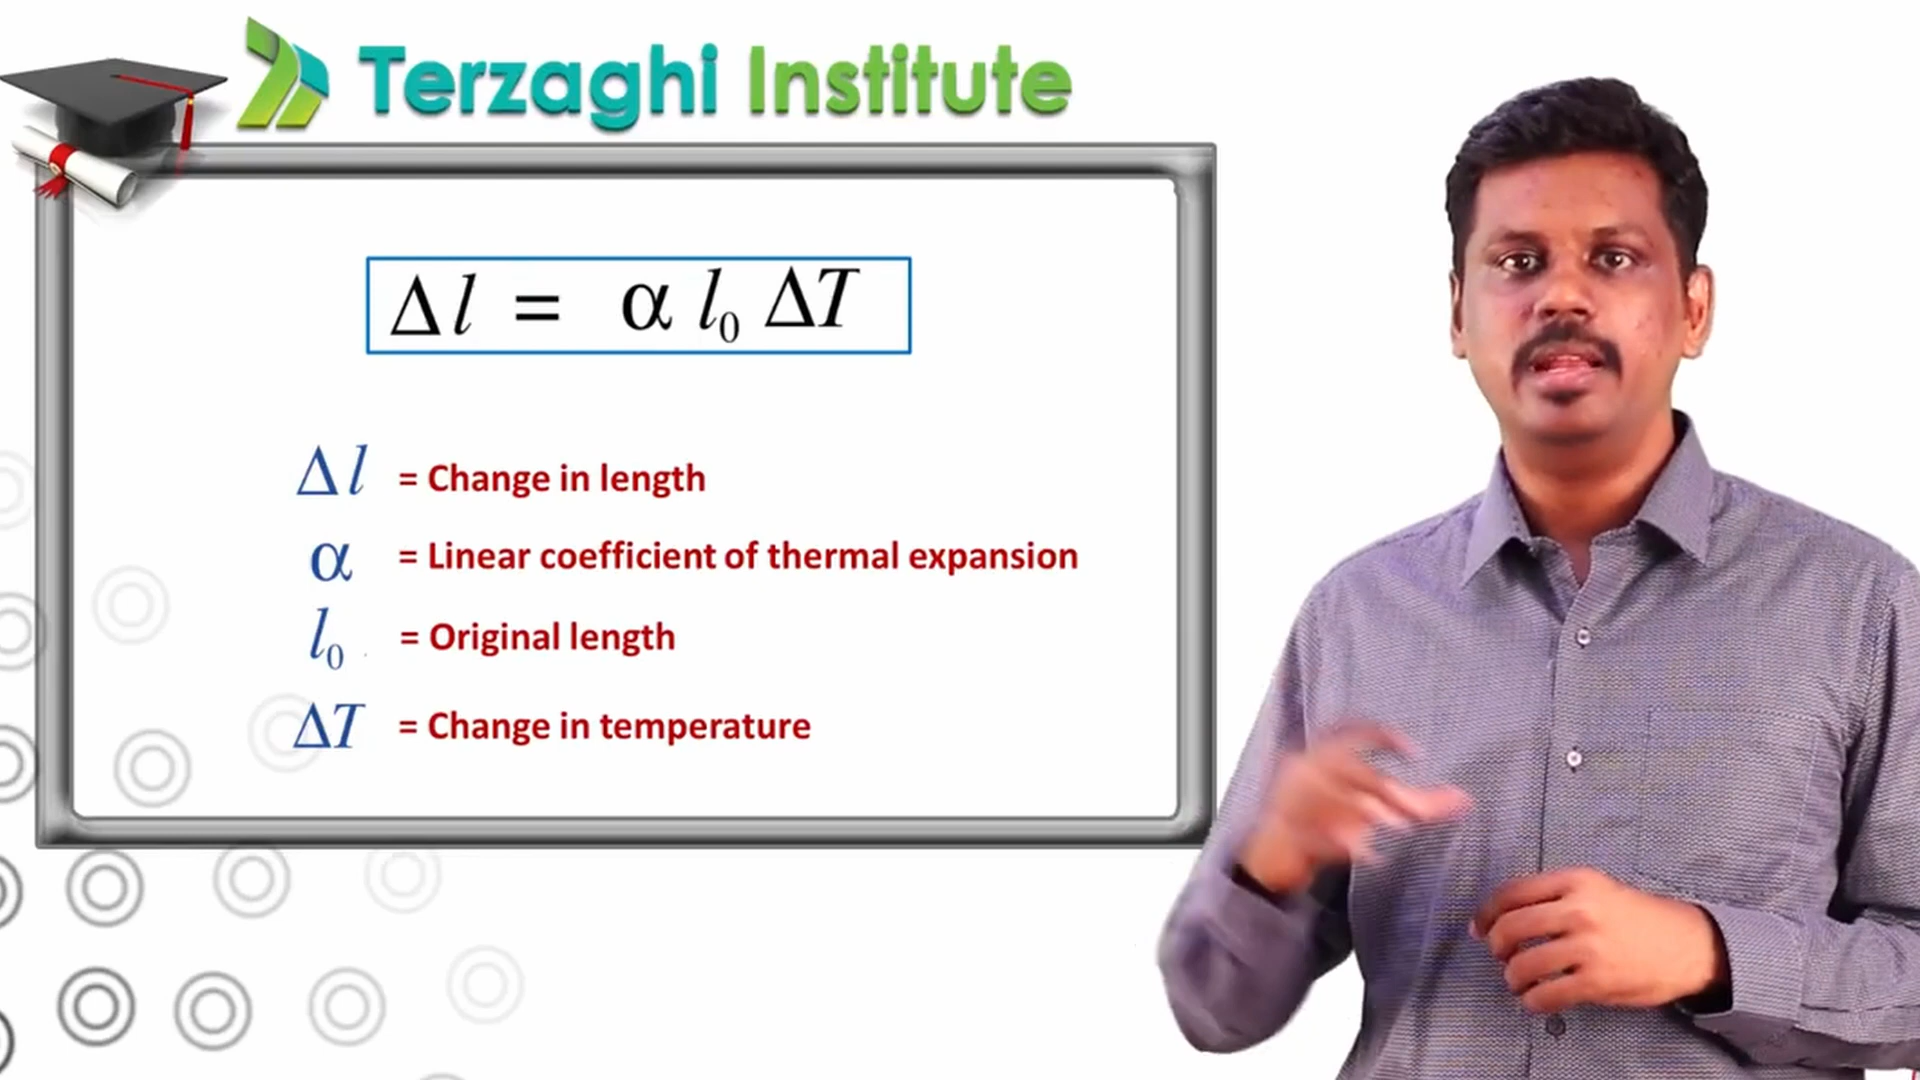 Terzaghi Institute
Δl = α l₀ ΔT
Δl = Change in length
α = Linear coefficient of thermal expansion
l₀ = Original length
ΔT = Change in temperature